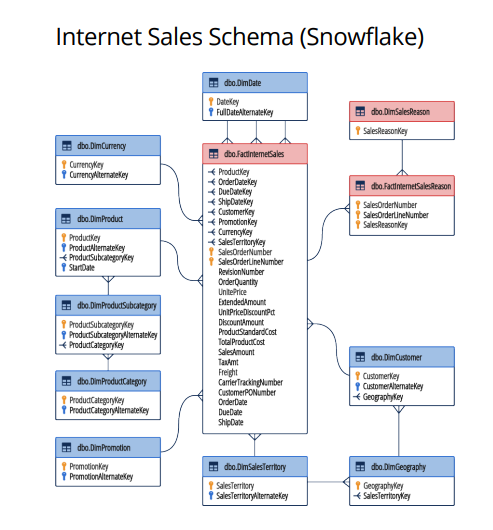 Internet Sales Schema (Snowflake)
dbo.DimDate
DateKey
FullDateAlternateKey
dbo.DimSalesReason
SalesReasonKey
dbo.DimCurrency
CurrencyKey
CurrencyAlternateKey
dbo.FactInternetSales
ProductKey
OrderDateKey
DueDateKey
ShipDateKey
CustomerKey
PromotionKey
CurrencyKey
SalesTerritoryKey
SalesOrderNumber
SalesOrderLineNumber
RevisionNumber
OrderQuantity
UnitePrice
ExtendedAmount
UnitPriceDiscountPct
DiscountAmount
ProductStandardCost
TotalProductCost
SalesAmount
TaxAmt
Freight
CarrierTrackingNumber
CustomerPONumber
OrderDate
DueDate
ShipDate
dbo.FactInternetSalesReason
SalesOrderNumber
SalesOrderLineNumber
SalesReasonKey
dbo.DimProduct
ProductKey
ProductAlternateKey
ProductSubcategoryKey
StartDate
dbo.DimProductSubcategory
ProductSubcategoryKey
ProductSubcategoryAlternateKey
ProductCategoryKey
dbo.DimProductCategory
ProductCategoryKey
ProductCategoryAlternateKey
dbo.DimCustomer
CustomerKey
CustomerAlternateKey
GeographyKey
dbo.DimPromotion
PromotionKey
PromotionAlternateKey
dbo.DimSalesTerritory
SalesTerritory
SalesTerritoryAlternateKey
dbo.DimGeography
GeographyKey
SalesTerritoryKey